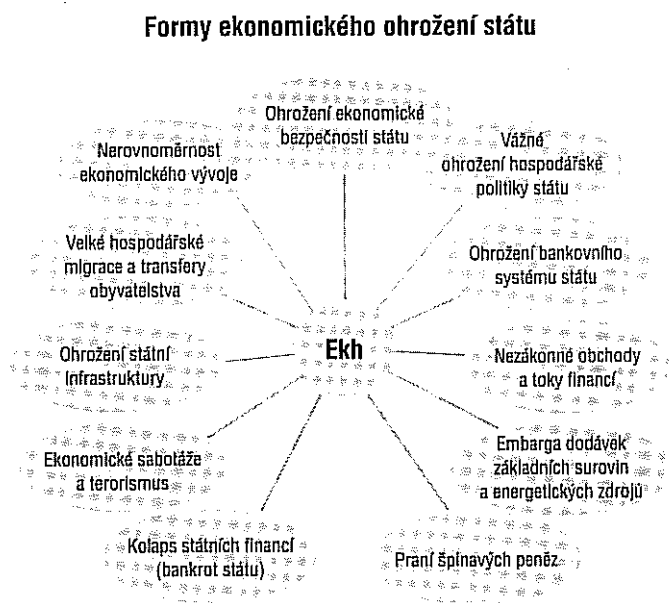 Formy ekonomického ohrožení státu
Ohrožení ekonomické
bezpečnosti státu
Vážné
ohrožení hospodářské
politiky státu
Ohrožení bankovního
systému státu
Nezákonné obchody
a toky financí
Embarga dodávek
základních surovin
a energetických zdrojů
Praní špinavých peněz
Kolaps státních financí
(bankrot státu)
Ekonomické sabotáže
a terorismus
Ohrožení státní
infrastruktury
Velké hospodářské
migrace a transfery
obyvatelstva
Nerovnoměrnost
ekonomického vývoje
Ekh